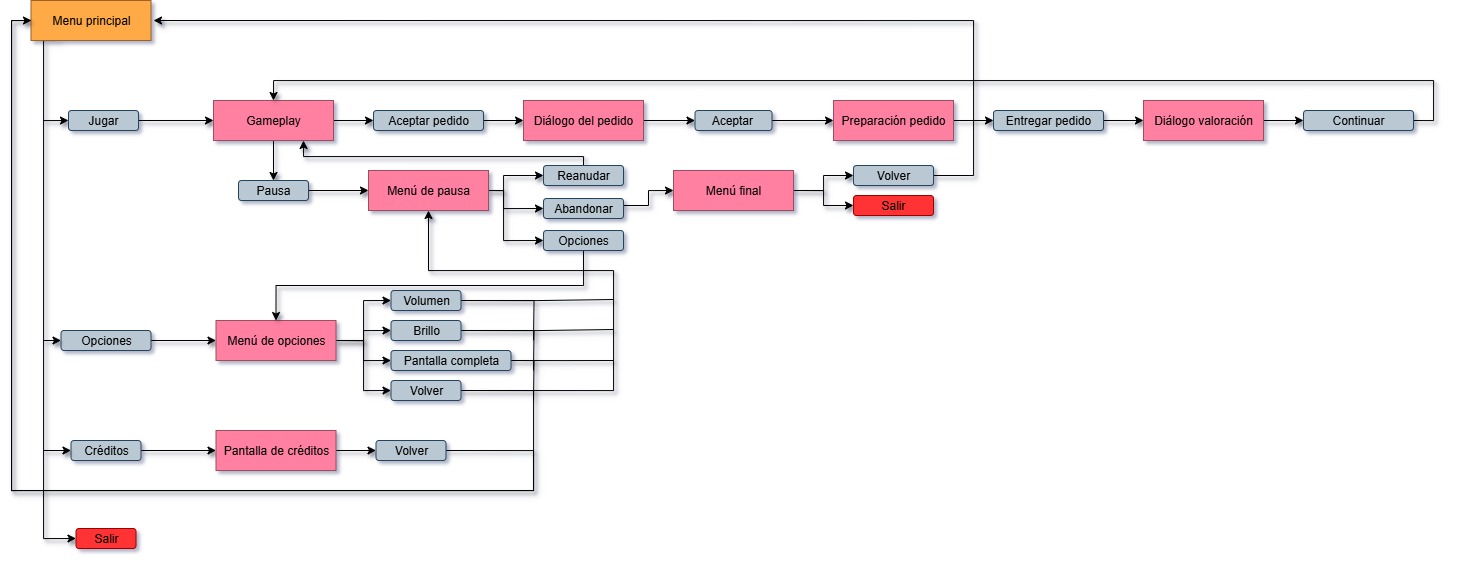 Menu principal
Jugar
Gameplay
Aceptar pedido
Diálogo del pedido
Aceptar
Preparación pedido
Entregar pedido
Diálogo valoración
Continuar
Pausa
Menú de pausa
Reanudar
Abandonar
Opciones
Menú final
Volver
Salir
Opciones
Menú de opciones
Volumen
Brillo
Pantalla completa
Volver
Créditos
Pantalla de créditos
Volver
Salir